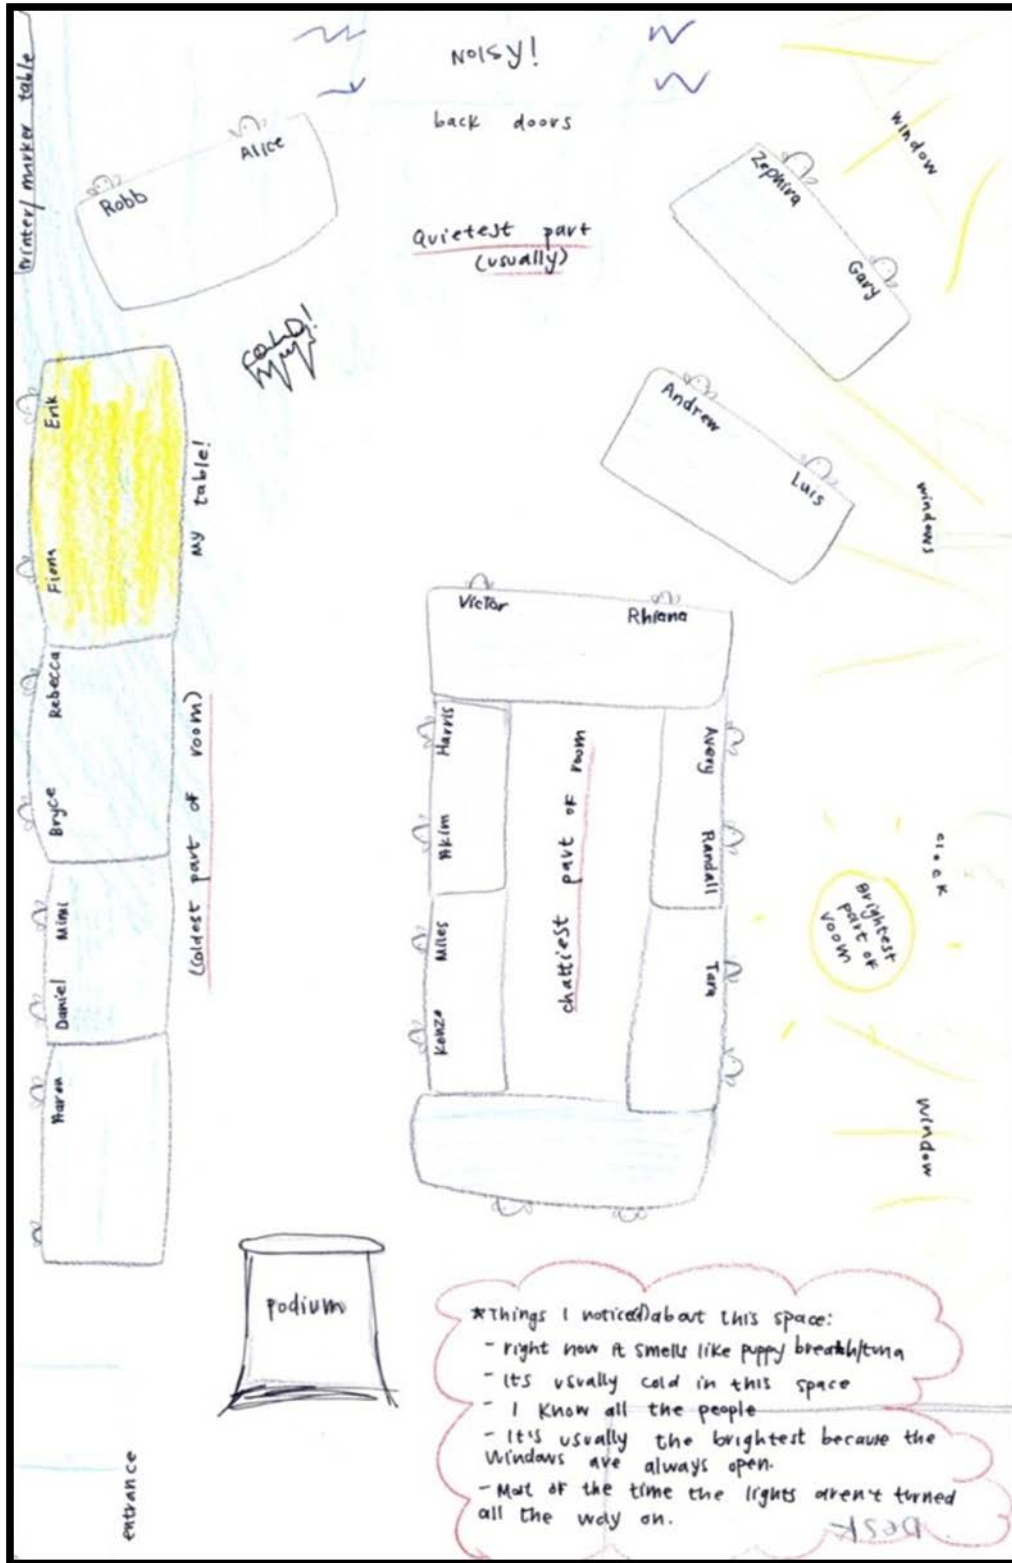 NOISY!
back doors
Quietest part
(usually)
printer/marker table
Robb
Alice
COLD!
window
Zephira
Gary
Andrew
Luis
windows
Erik
Fiona
My table!
Rebecca
Bryce
Mimi
Daniel
Aaron
(coldest part of room)
Victor
Rhiana
Harris
Akim
Miles
Kenzo
chattiest part of room
Avery
Randall
Tara
clock
Brightest
part of
room
window
podium
entrance
*Things I notice(d) about this space:
- right now it smells like puppy breath/tuna
- It's usually cold in this space
- I know all the people
- It's usually the brightest because the
windows are always open.
- Most of the time the lights aren't turned
all the way on.
Desk